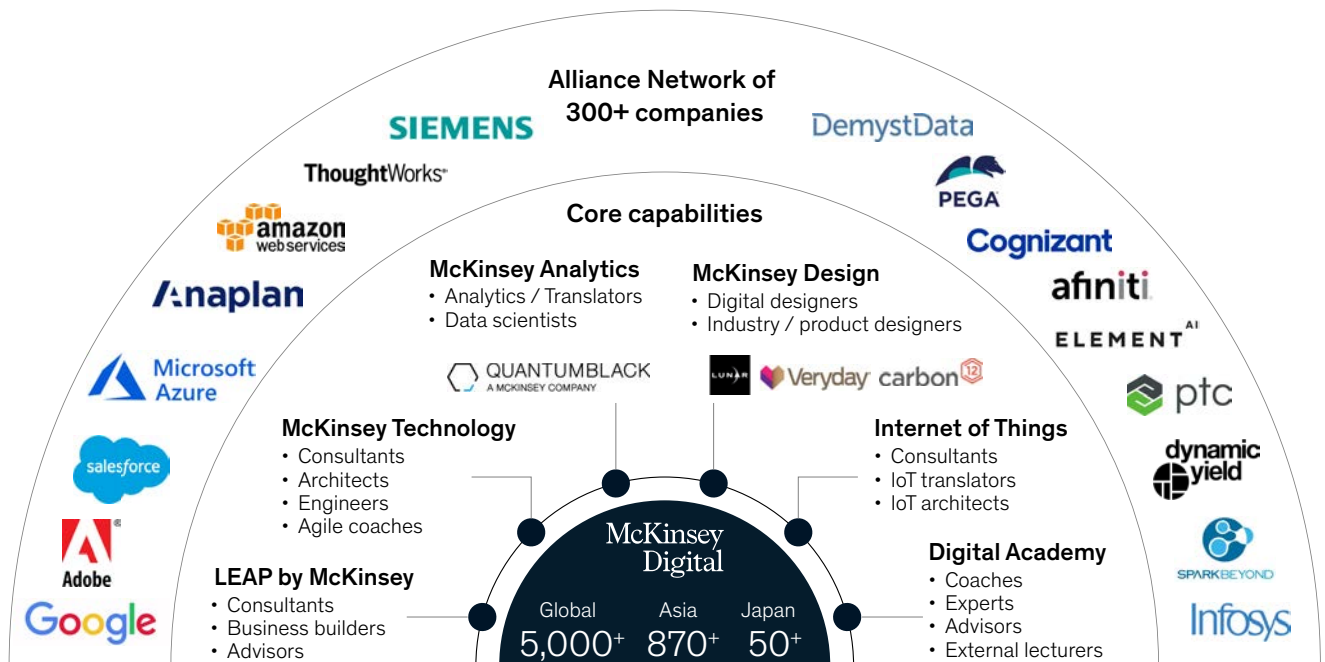 Alliance Network of
300+ companies
SIEMENS
ThoughtWorks®
amazon
webservices
Anaplan
Microsoft
Azure
salesforce
Adobe
Google
DemystData
PEGA
Cognizant
afiniti
ELEMENT AI
ptc
dynamic
yield
SPARKBEYOND
Infosys
Core capabilities
McKinsey Analytics
• Analytics / Translators
• Data scientists
QUANTUMBLACK
A MCKINSEY COMPANY
McKinsey Design
• Digital designers
• Industry / product designers
LUNAR
Veryday
carbon 12
McKinsey Technology
• Consultants
• Architects
• Engineers
• Agile coaches
Internet of Things
• Consultants
• IoT translators
• IoT architects
LEAP by McKinsey
• Consultants
• Business builders
• Advisors
Digital Academy
• Coaches
• Experts
• Advisors
• External lecturers
McKinsey
Digital
Global Asia Japan
5,000+ 870+ 50+